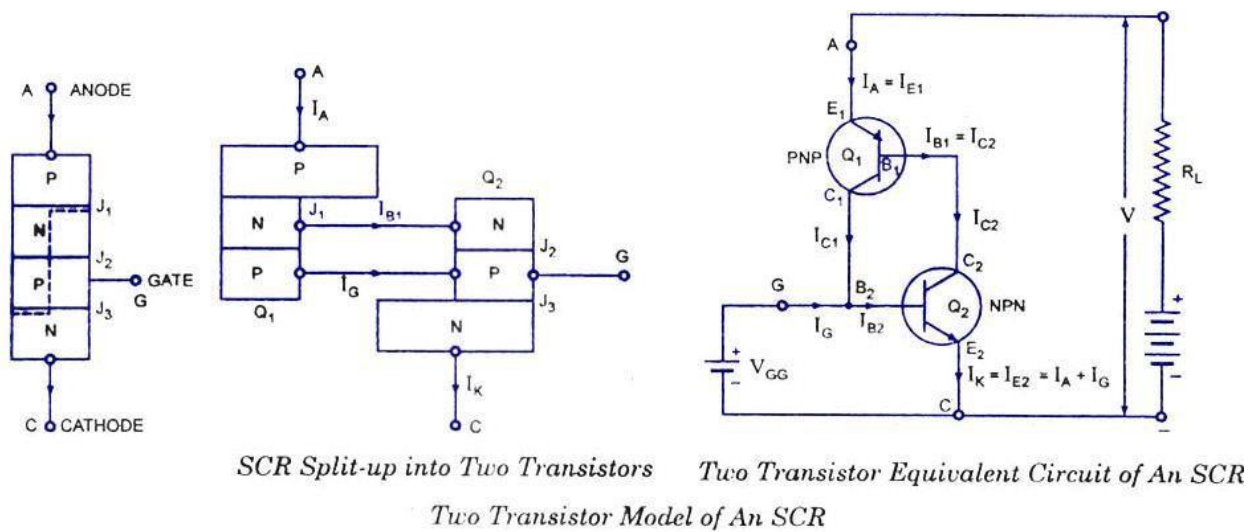 A ANODE
P
J1
N
J2
P
GATE
G
J3
N
C CATHODE
A
IA
P
Q2
N
J1
IB1
N
J2
P
IG
P
G
Q1
J3
N
IK
C
A
IA = IE1
E1
PNP
Q1
B1
IB1 = IC2
C1
IC1
IC2
V
RL
C2
G
B2
Q2
NPN
IG
IB2
E2
+
VGG
-
IK = IE2 = IA + IG
C
+
-
-
SCR Split-up into Two Transistors
Two Transistor Equivalent Circuit of An SCR
Two Transistor Model of An SCR